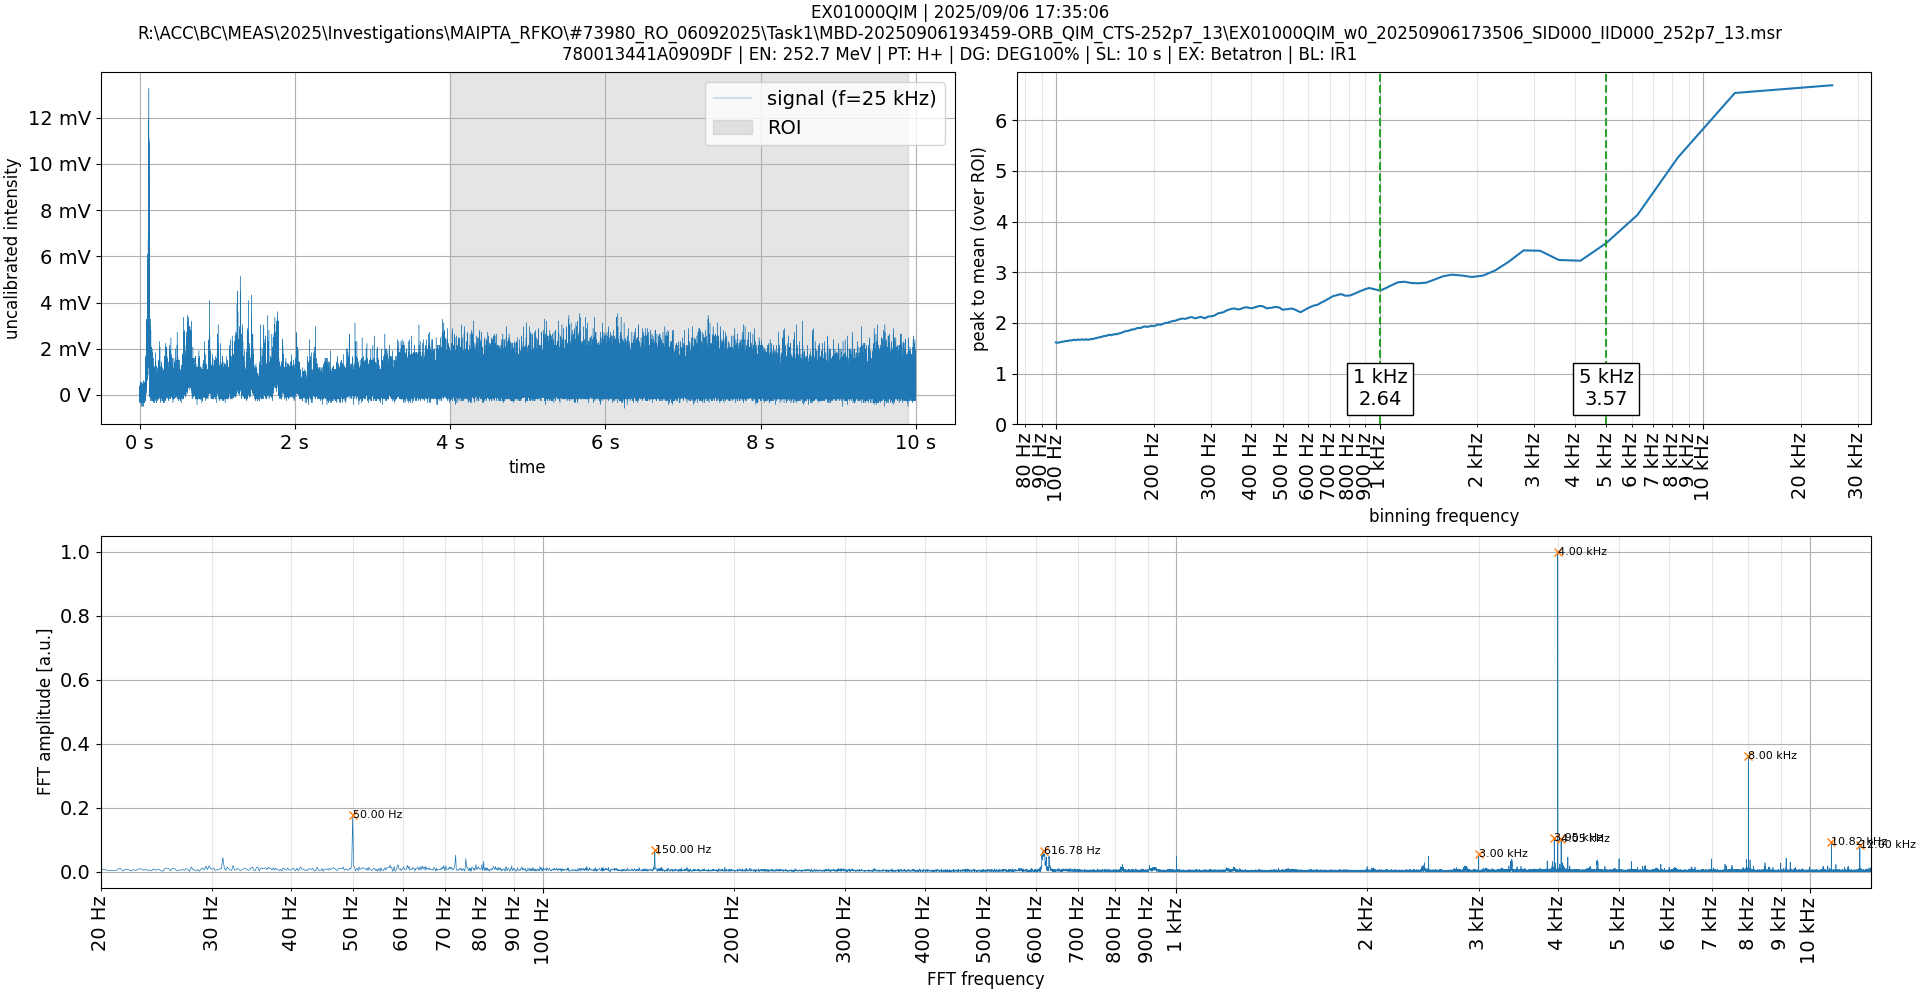 EX01000QIM | 2025/09/06 17:35:06
R:\ACC\BC\MEAS\2025\Investigations\MAIPTA_RFKO\#73980_RO_06092025\Task1\MBD-20250906193459-ORB_QIM_CTS-252p7_13\EX01000QIM_w0_20250906173506_SID000_IID000_252p7_13.msr
780013441A0909DF | EN: 252.7 MeV | PT: H+ | DG: DEG100% | SL: 10 s | EX: Betatron | BL: IR1
uncalibrated intensity
12 mV
10 mV
8 mV
6 mV
4 mV
2 mV
0 V
signal (f=25 kHz)
ROI
0 s
2 s
4 s
6 s
8 s
10 s
time
peak to mean (over ROI)
6
5
4
3
2
1
0
1 kHz
2.64
5 kHz
3.57
80 Hz
90 Hz
100 Hz
200 Hz
300 Hz
400 Hz
500 Hz
600 Hz
700 Hz
800 Hz
900 Hz
1 kHz
2 kHz
3 kHz
4 kHz
5 kHz
6 kHz
7 kHz
8 kHz
9 kHz
10 kHz
20 kHz
30 kHz
binning frequency
FFT amplitude [a.u.]
1.0
0.8
0.6
0.4
0.2
0.0
50.00 Hz
150.00 Hz
616.78 Hz
3.00 kHz
3.95 kHz
4.00 kHz
4.05 kHz
8.00 kHz
10.82 kHz
12.00 kHz
20 Hz
30 Hz
40 Hz
50 Hz
60 Hz
70 Hz
80 Hz
90 Hz
100 Hz
200 Hz
300 Hz
400 Hz
500 Hz
600 Hz
700 Hz
800 Hz
900 Hz
1 kHz
2 kHz
3 kHz
4 kHz
5 kHz
6 kHz
7 kHz
8 kHz
9 kHz
10 kHz
FFT frequency